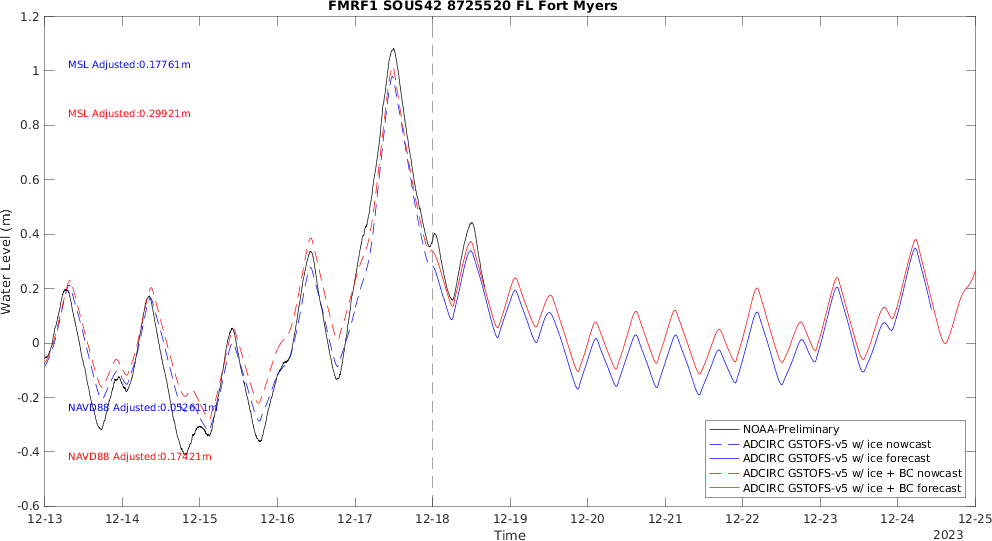 FMRF1 SOUS42 8725520 FL Fort Myers
1.2
1
0.8
0.6
0.4
0.2
0
-0.2
-0.4
-0.6
Water Level (m)
MSL Adjusted:0.17761m
MSL Adjusted:0.29921m
NAVD88 Adjusted:0.052611m
NAVD88 Adjusted:0.17421m
NOAA-Preliminary
ADCIRC GSTOFS-v5 w/ ice nowcast
ADCIRC GSTOFS-v5 w/ ice forecast
ADCIRC GSTOFS-v5 w/ ice + BC nowcast
ADCIRC GSTOFS-v5 w/ ice + BC forecast
12-13 12-14 12-15 12-16 12-17 12-18 12-19 12-20 12-21 12-22 12-23 12-24 12-25
Time
2023